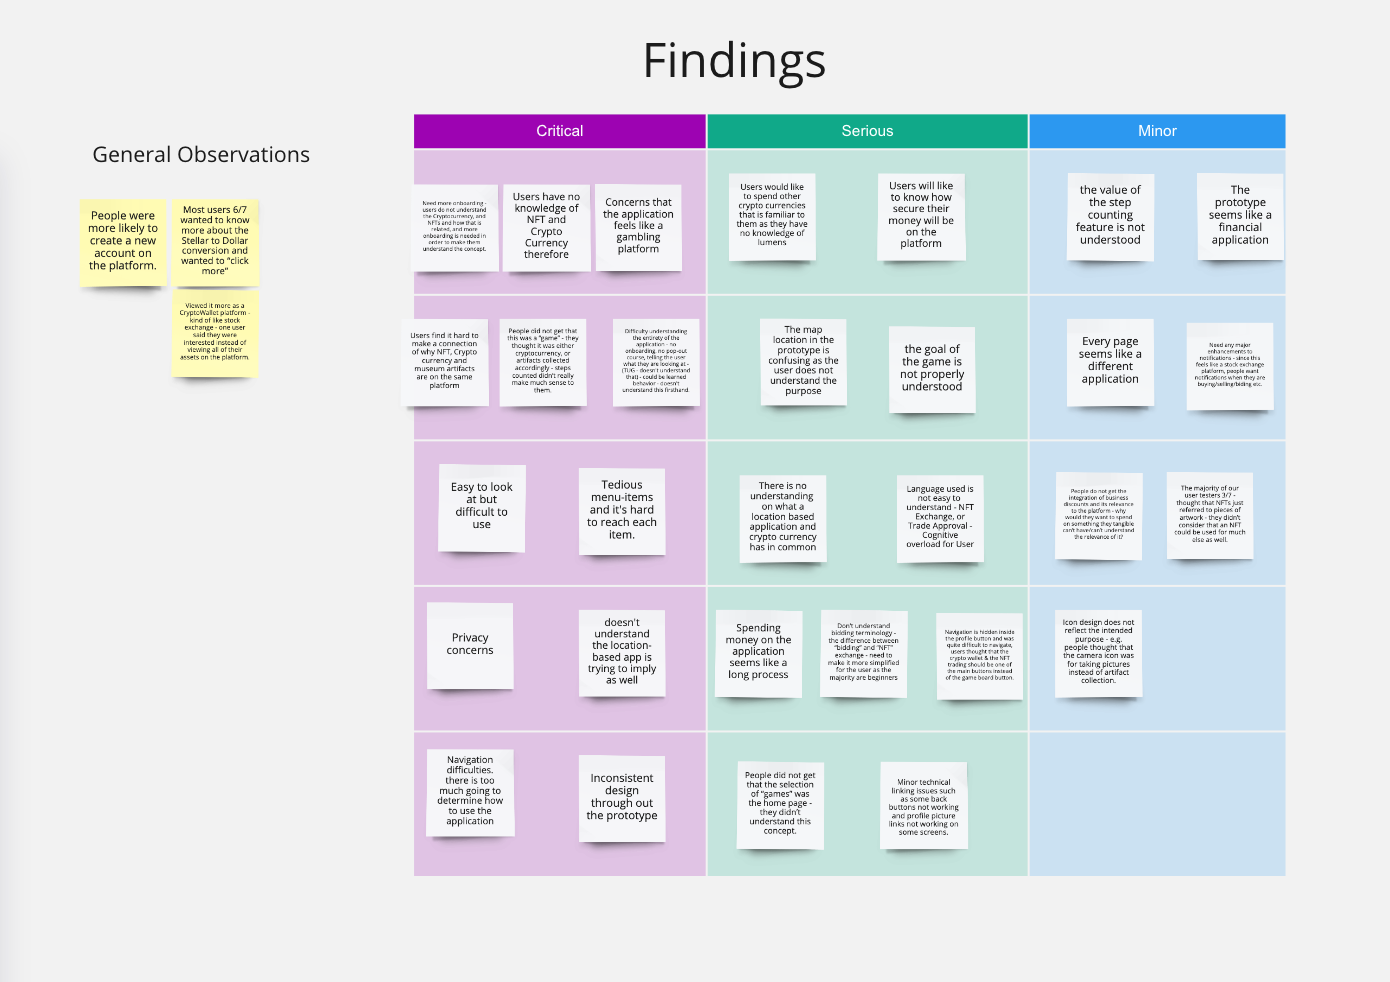 Findings
General Observations
People were
more likely to
create a new
account on
the platform.
Most users 6/7
wanted to know
more about the
Stellar to Dollar
conversion and
wanted to “click
more”
Viewed it more as a
CryptoWallet platform -
kind of like stock
exchange - one user
said they were
interested instead of
viewing all of their
assets on the platform.
Critical
Serious
Minor
Need more onboarding -
users do not understand
the Cryptocurrency, and
NFTs and how that is
related, and more
onboarding is needed in
order to make them
understand the concept.
Users have no
knowledge of
NFT and
Crypto
Currency
therefore
Concerns that
the application
feels like a
gambling
platform
Users would like
to spend other
crypto currencies
that is familiar to
them as they have
no knowledge of
lumens
Users will like
to know how
secure their
money will be
on the
platform
the value of
the step
counting
feature is not
understood
The
prototype
seems like a
financial
application
Users find it hard to
make a connection
of why NFT, Crypto
currency and
museum artifacts
are on the same
platform
People did not get that
this was a “game” - they
thought it was either
cryptocurrency, or
artifacts collected
accordingly - steps
counted didn’t really
make much sense to
them.
Difficulty understanding
the entirety of the
application - no
onboarding, no pop-out
course, telling the user
what they are looking at -
(TUG - doesn’t understand
that) - could be learned
behavior - doesn’t
understand this firsthand.
The map
location in the
prototype is
confusing as the
user does not
understand the
purpose
the goal of
the game is
not properly
understood
Every page
seems like a
different
application
Need any major
enhancements to
notifications - since this
feels like a stock exchange
platform, people want
notifications when they are
buying/selling/biding etc.
Easy to look
at but
difficult to
use
Tedious
menu-items
and it's hard
to reach each
item.
There is no
understanding
on what a
location based
application and
crypto currency
has in common
Language used is
not easy to
understand - NFT
Exchange, or
Trade Approval -
Cognitive
overload for User
People do not get the
integration of business
discounts and its relevance
to the platform - why
would they want to spend
on something they tangible
can’t have/can’t understand
the relevance of it?
The majority of our
user testers 3/7 -
thought that NFTs just
referred to pieces of
artwork - they didn’t
consider that an NFT
could be used for much
else as well.
Privacy
concerns
doesn't
understand
the location-
based app is
trying to imply
as well
Spending
money on the
application
seems like a
long process
Don’t understand
bidding terminology -
the difference between
“bidding” and “NFT”
exchange - need to
make it more simplified
for the user as the
majority are beginners
Navigation is hidden inside
the profile button and was
quite difficult to navigate,
users thought that the
crypto wallet & the NFT
trading should be one of
the main buttons instead
of the game board button.
Icon design does not
reflect the intended
purpose - e.g.
people thought that
the camera icon was
for taking pictures
instead of artifact
collection.
Navigation
difficulties.
there is too
much going to
determine how
to use the
application
Inconsistent
design
through out
the prototype
People did not get
that the selection
of “games” was
the home page -
they didn’t
understand this
concept.
Minor technical
linking issues such
as some back
buttons not working
and profile picture
links not working on
some screens.